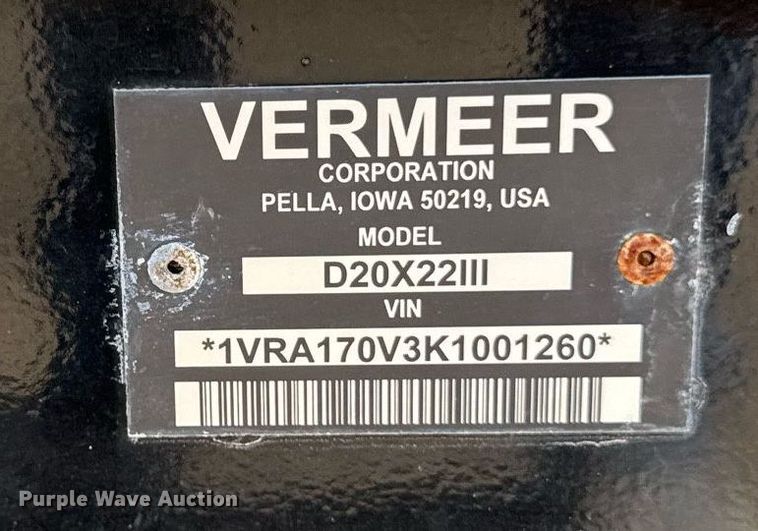 VERMEER
CORPORATION
PELLA, IOWA 50219, USA
MODEL
D20X22III
VIN
*1VRA170V3K1001260*
Purple Wave Auction